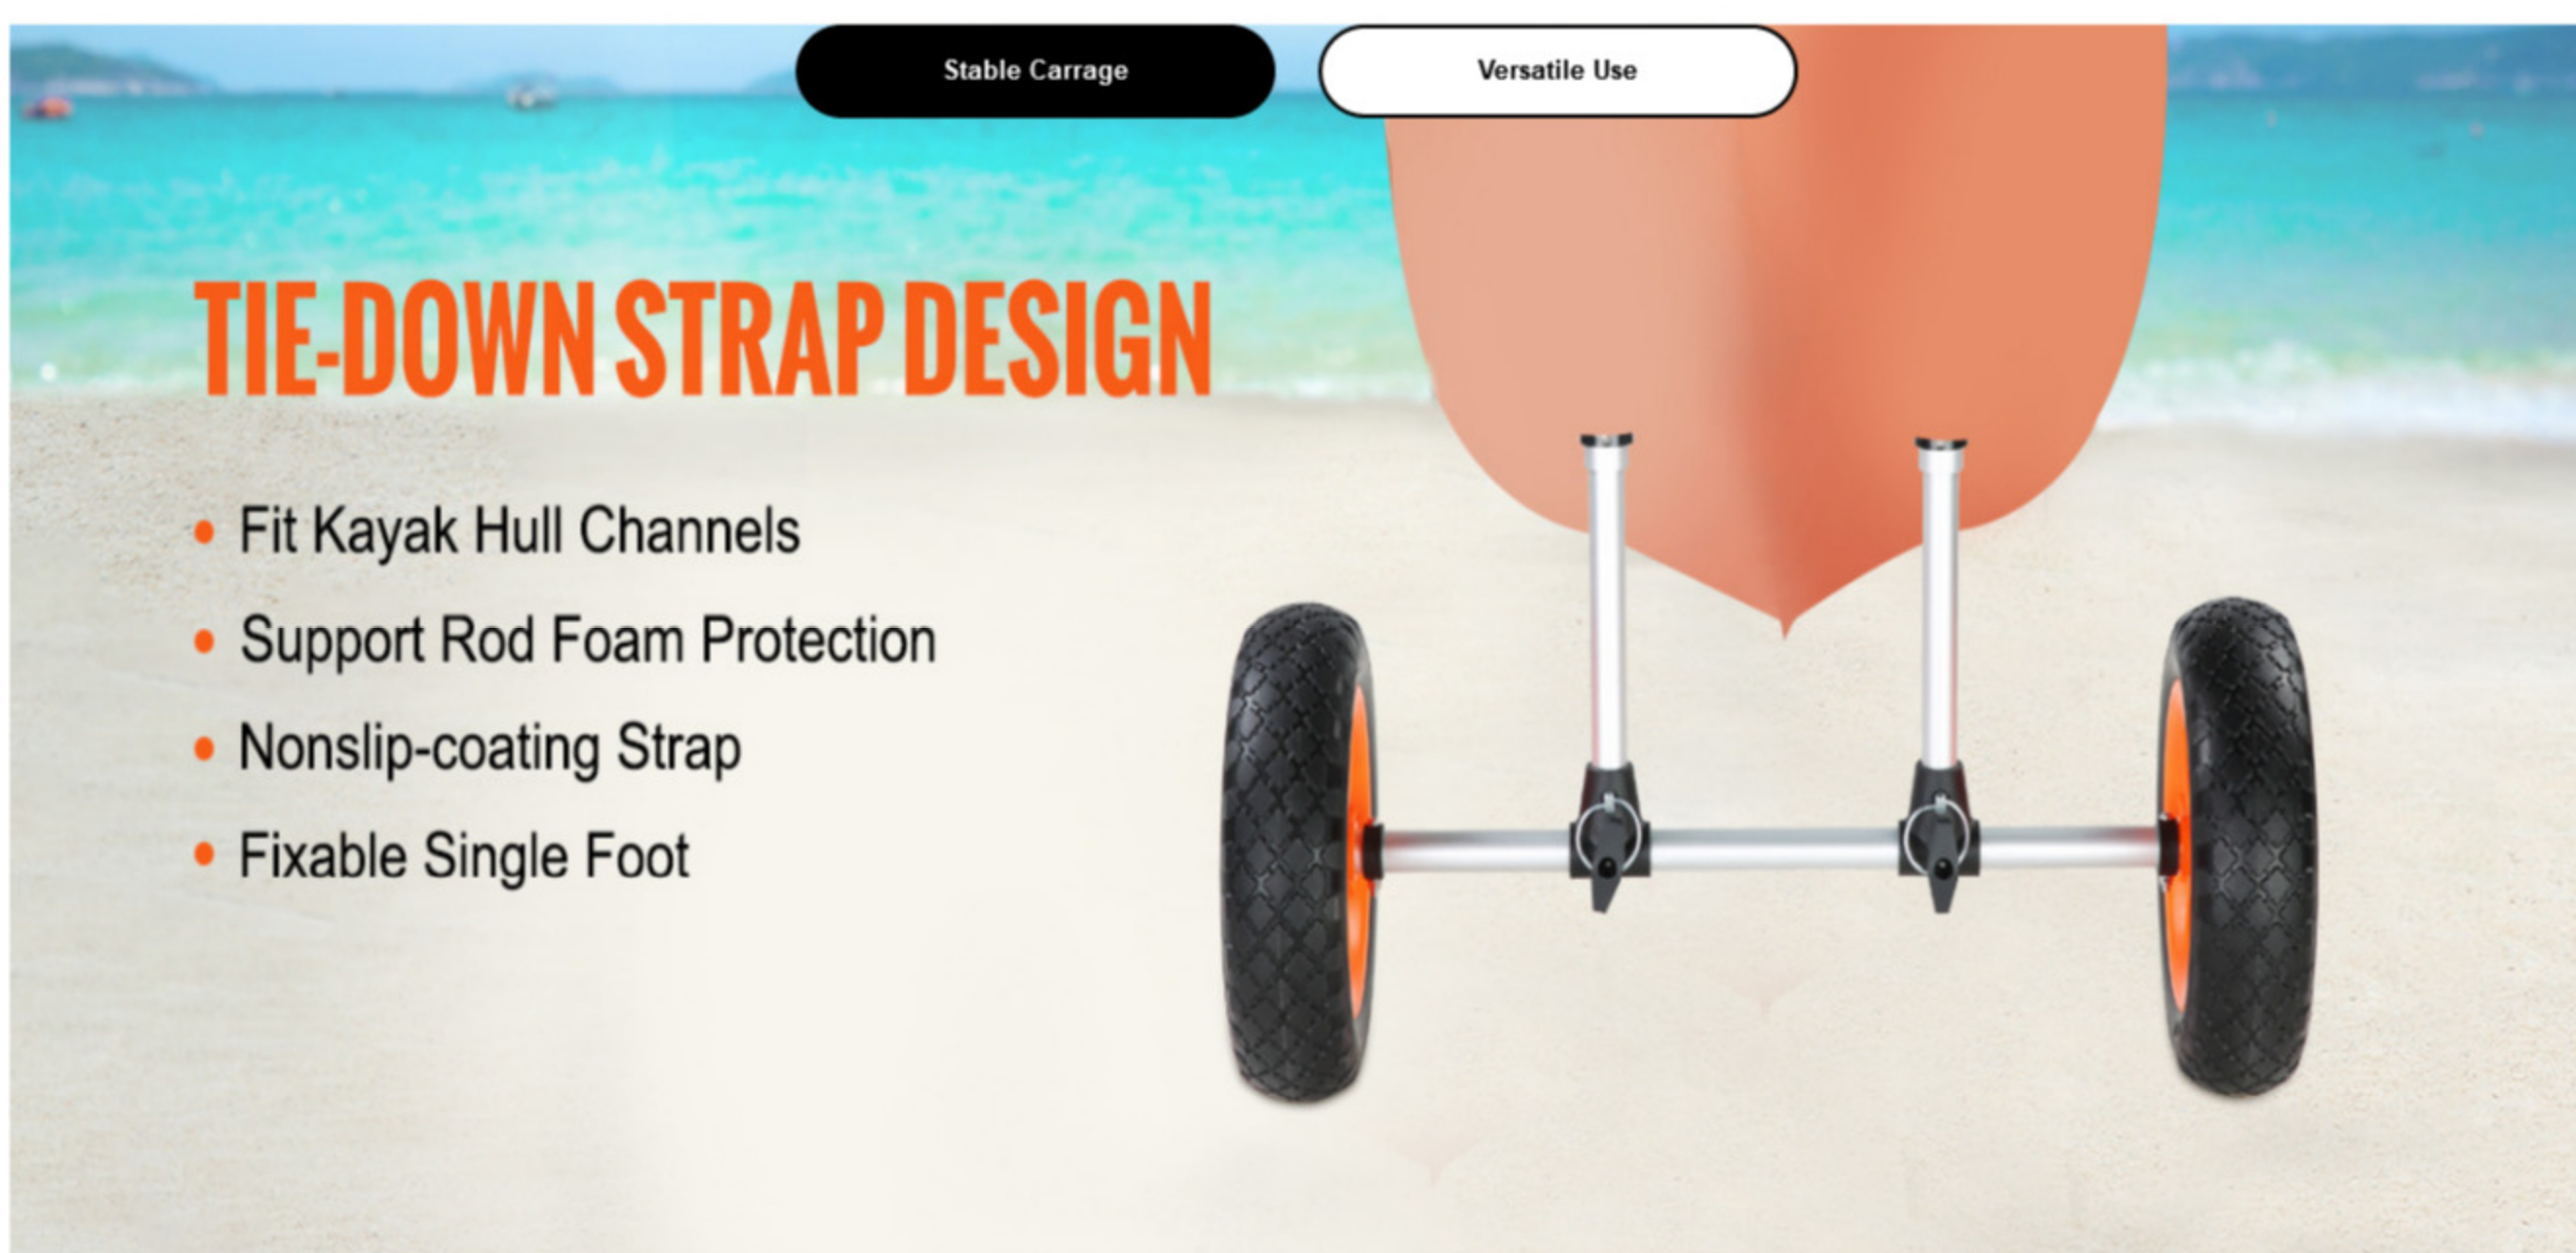 Stable Carrage
Versatile Use
TIE-DOWN STRAP DESIGN
Fit Kayak Hull Channels
Support Rod Foam Protection
Nonslip-coating Strap
Fixable Single Foot